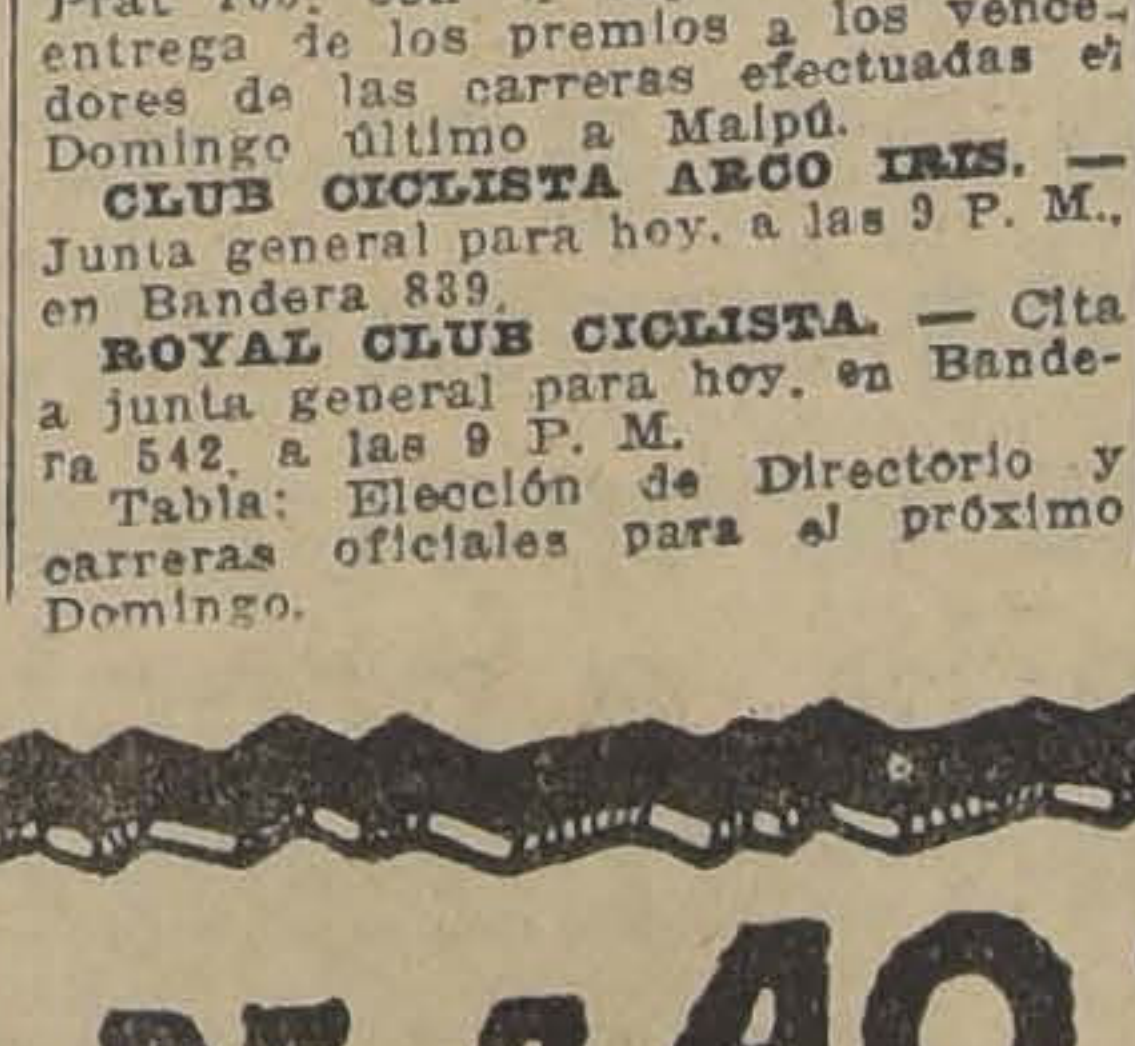 entrega de los premios a los vence-
dores de las carreras efectuadas el
Domingo último a Maipú.
CLUB CICLISTA ARCO IRIS. —
Junta general para hoy, a las 9 P. M.,
en Bandera 839.
ROYAL CLUB CICLISTA. — Cita
a junta general para hoy, en Bande-
ra 542, a las 9 P. M.
Tabla: Elección de Directorio y
carreras oficiales para el próximo
Domingo.